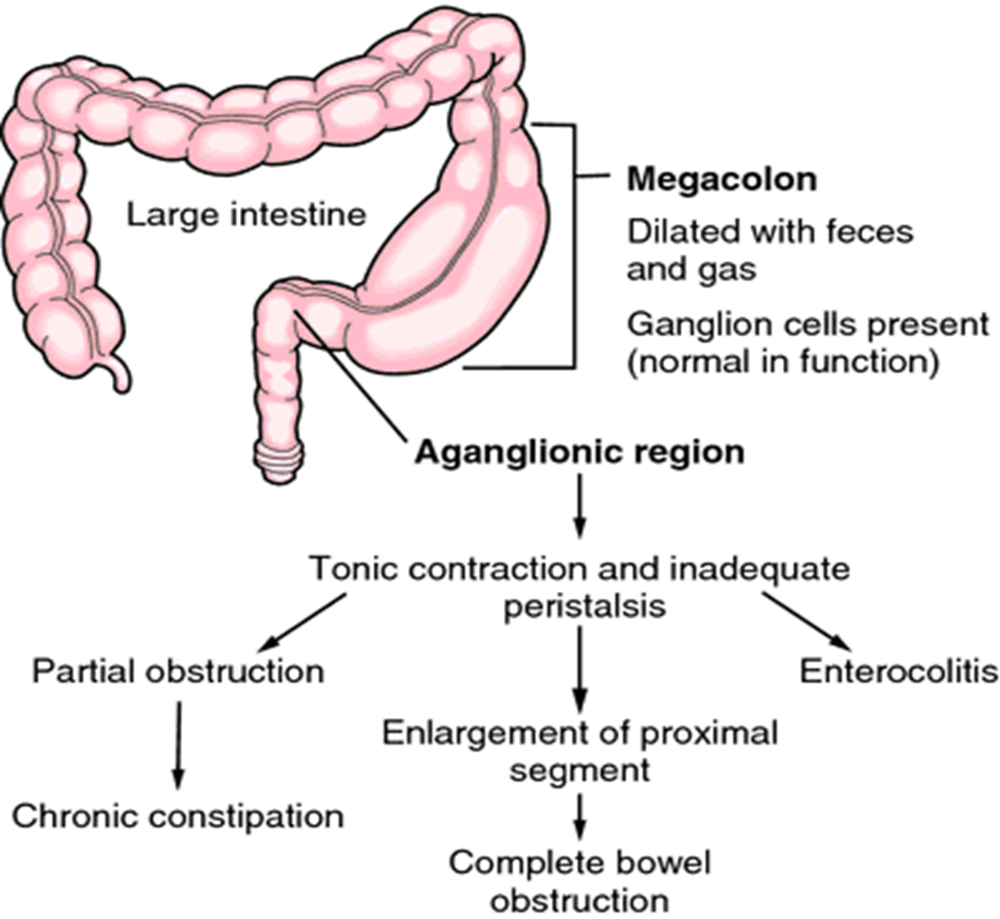 Large intestine
Megacolon
Dilated with feces
and gas
Ganglion cells present
(normal in function)
Aganglionic region
Tonic contraction and inadequate
peristalsis
Partial obstruction
Enterocolitis
Enlargement of proximal
segment
Chronic constipation
Complete bowel
obstruction